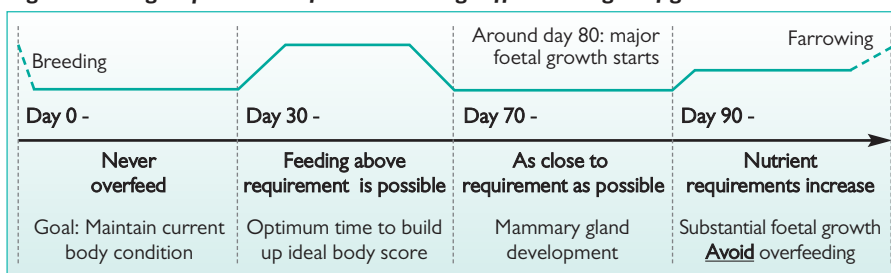 Breeding
Around day 80: major
foetal growth starts
Farrowing
Day 0 -
Day 30 -
Day 70 -
Day 90 -
Never
overfeed
Feeding above
requirement is possible
As close to
requirement as possible
Nutrient
requirements increase
Goal: Maintain current
body condition
Optimum time to build
up ideal body score
Mammary gland
development
Substantial foetal growth
Avoid overfeeding